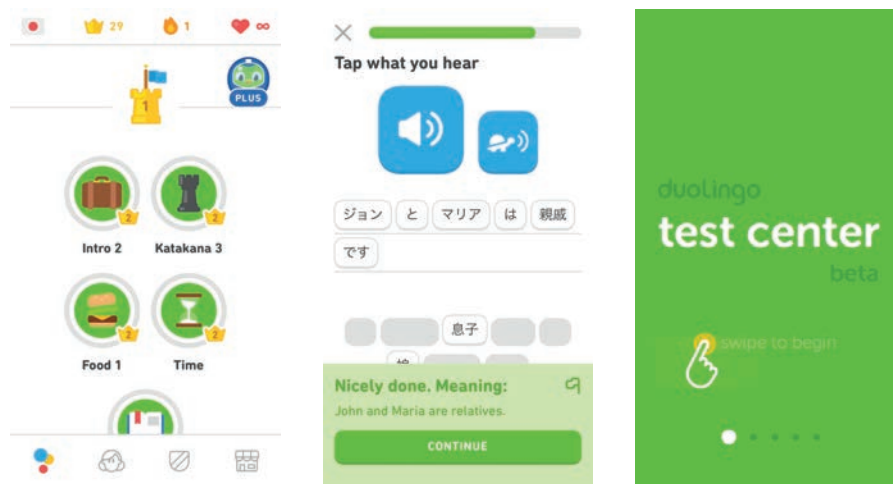 29
1
∞
1
PLUS
2
2
Intro 2
Katakana 3
2
2
Food 1
Time
Tap what you hear
ジョン と マリア は 親戚
です
息子
Nicely done. Meaning:
John and Maria are relatives.
CONTINUE
duolingo
test center
beta
swipe to begin